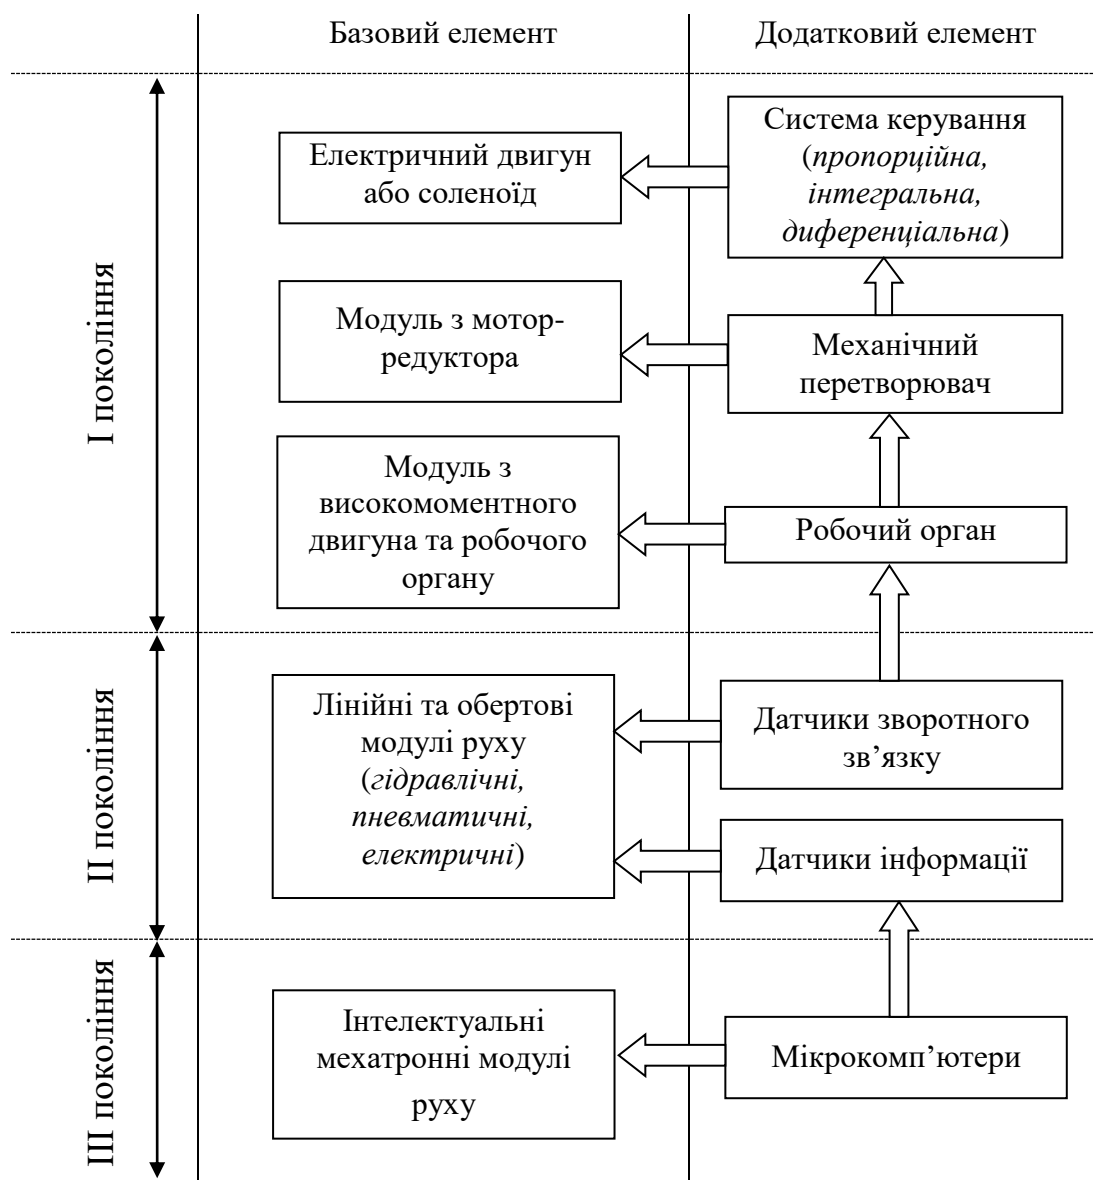 Базовий елемент
Додатковий елемент
I покоління
Електричний двигун
або соленоїд
Система керування
(пропорційна,
інтегральна,
диференціальна)
Модуль з мотор-
редуктора
Механічний
перетворювач
Модуль з
високомоментного
двигуна та робочого
органу
Робочий орган
II покоління
Лінійні та обертові
модулі руху
(гідравлічні,
пневматичні,
електричні)
Датчики зворотного
зв’язку
Датчики інформації
III покоління
Інтелектуальні
мехатронні модулі
руху
Мікрокомп’ютери